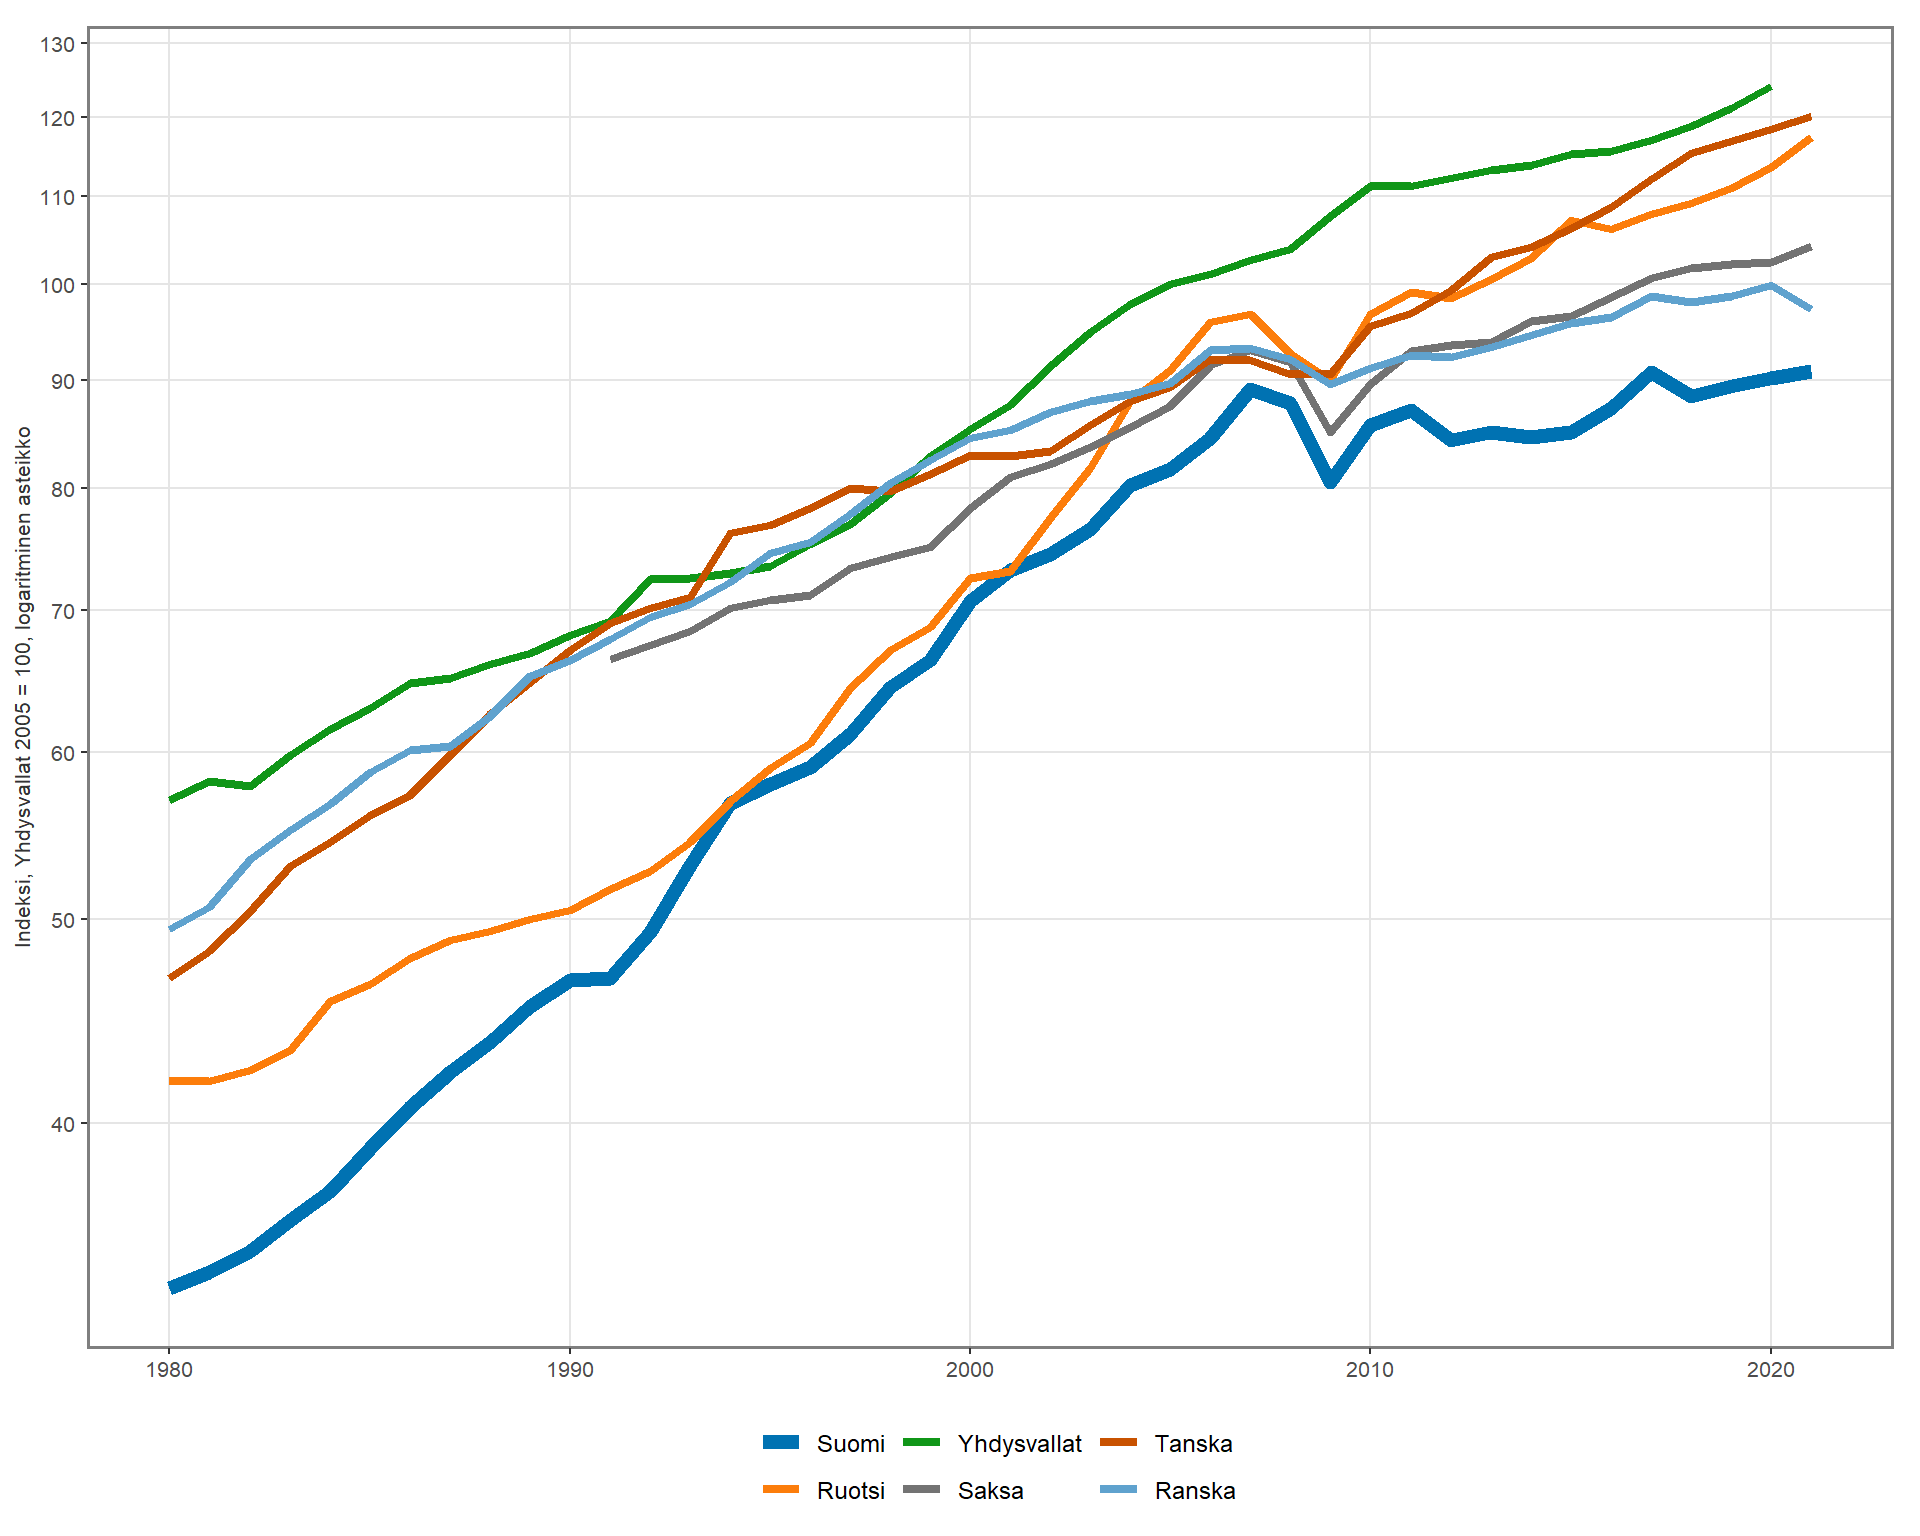 130
120
110
100
90
80
70
60
50
40
Indeksi, Yhdysvallat 2005 = 100, logaritminen asteikko
1980 1990 2000 2010 2020
Suomi Yhdysvallat Tanska
Ruotsi Saksa Ranska